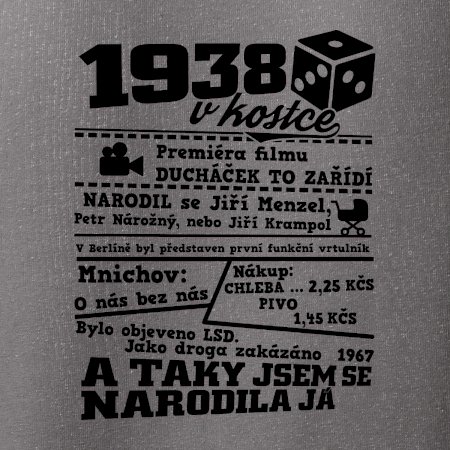 1938
v kostce
Premiéra filmu
DUCHÁČEK TO ZAŘÍDÍ
NARODIL se Jiří Menzel,
Petr Nárožný, nebo Jiří Krampol
V Berlíně byl představen první funkční vrtulník
Mnichov:
O nás bez nás
Nákup:
CHLEBA ... 2,25 KČS
PIVO
1,45 KČS
Bylo objeveno LSD.
Jako droga zakázáno 1967
A TAKY JSEM SE
NARODILA JÁ